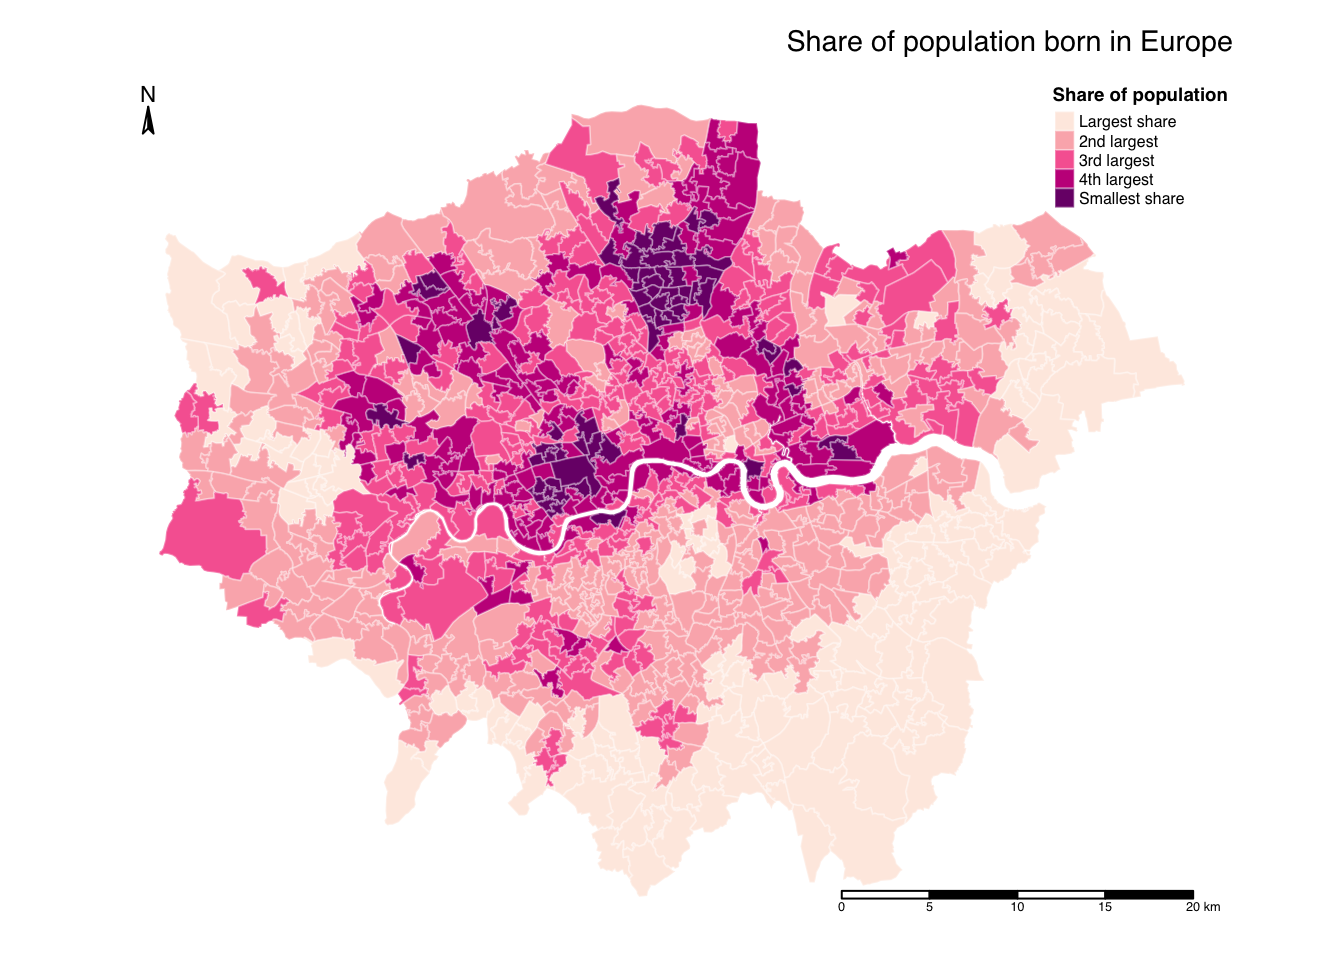 Share of population born in Europe
N
Share of population
Largest share
2nd largest
3rd largest
4th largest
Smallest share
0 5 10 15 20 km